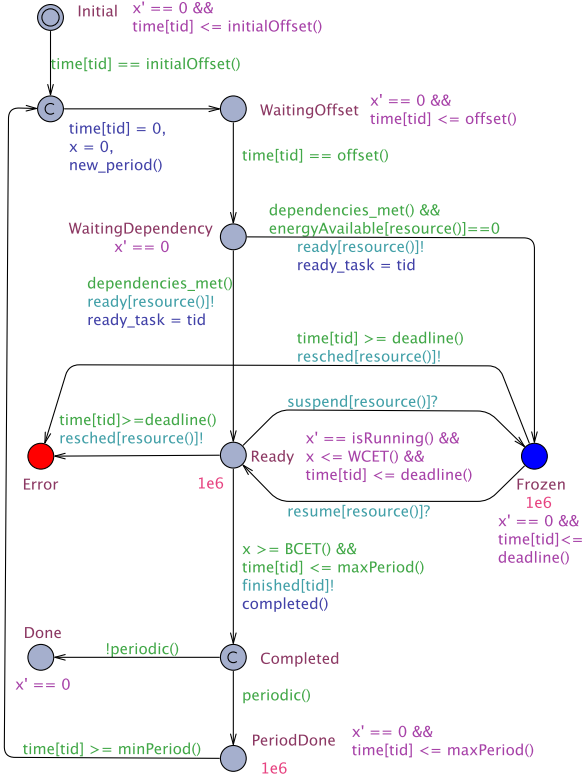 Initial
x' == 0 &&
time[tid] <= initialOffset()
time[tid] == initialOffset()
C
WaitingOffset
x' == 0 &&
time[tid] <= offset()
time[tid] = 0,
x = 0,
new_period()
time[tid] == offset()
dependencies_met() &&
energyAvailable[resource()]==0
ready[resource()]!
ready_task = tid
WaitingDependency
x' == 0
dependencies_met()
ready[resource()]!
ready_task = tid
time[tid] >= deadline()
resched[resource()]!
suspend[resource()]?
time[tid]>=deadline()
resched[resource()]!
x' == isRunning() &&
x <= WCET() &&
time[tid] <= deadline()
Ready
1e6
Error
Frozen
1e6
x' == 0 &&
time[tid]<=
deadline()
resume[resource()]?
x >= BCET() &&
time[tid] <= maxPeriod()
finished[tid]!
completed()
Done
!periodic()
C
Completed
x' == 0
periodic()
PeriodDone
x' == 0 &&
time[tid] <= maxPeriod()
time[tid] >= minPeriod()
1e6